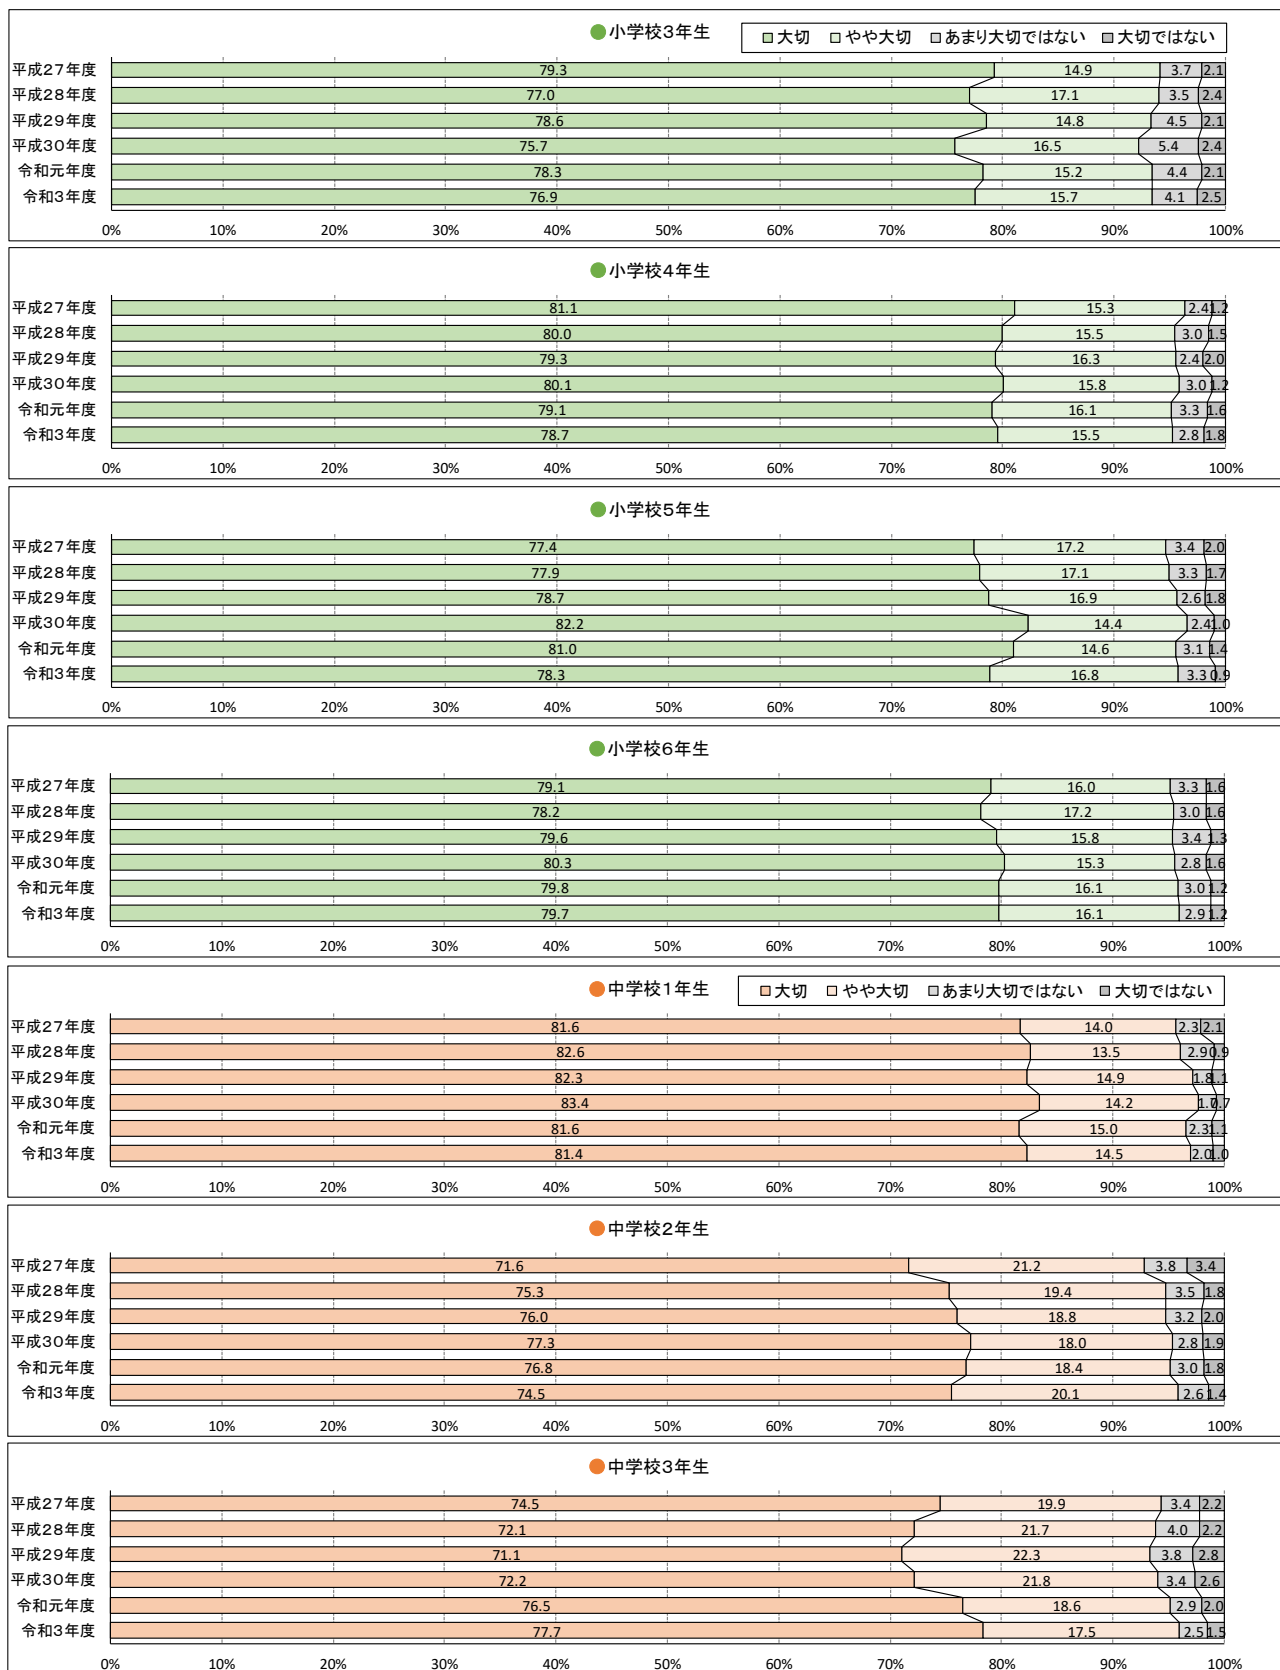 ●小学校3年生
大切 やや大切 あまり大切ではない 大切ではない
平成27年度 79.3 14.9 3.7 2.1
平成28年度 77.0 17.1 3.5 2.4
平成29年度 78.6 14.8 4.5 2.1
平成30年度 75.7 16.5 5.4 2.4
令和元年度 78.3 15.2 4.4 2.1
令和3年度 76.9 15.7 4.1 2.5
0% 10% 20% 30% 40% 50% 60% 70% 80% 90% 100%
●小学校4年生
平成27年度 81.1 15.3 2.4 1.2
平成28年度 80.0 15.5 3.0 1.5
平成29年度 79.3 16.3 2.4 2.0
平成30年度 80.1 15.8 3.0 1.2
令和元年度 79.1 16.1 3.3 1.6
令和3年度 78.7 15.5 2.8 1.8
0% 10% 20% 30% 40% 50% 60% 70% 80% 90% 100%
●小学校5年生
平成27年度 77.4 17.2 3.4 2.0
平成28年度 77.9 17.1 3.3 1.7
平成29年度 78.7 16.9 2.6 1.8
平成30年度 82.2 14.4 2.4 1.0
令和元年度 81.0 14.6 3.1 1.4
令和3年度 78.3 16.8 3.3 0.9
0% 10% 20% 30% 40% 50% 60% 70% 80% 90% 100%
●小学校6年生
平成27年度 79.1 16.0 3.3 1.6
平成28年度 78.2 17.2 3.0 1.6
平成29年度 79.6 15.8 3.4 1.3
平成30年度 80.3 15.3 2.8 1.6
令和元年度 79.8 16.1 3.0 1.2
令和3年度 79.7 16.1 2.9 1.2
0% 10% 20% 30% 40% 50% 60% 70% 80% 90% 100%
●中学校1年生
大切 やや大切 あまり大切ではない 大切ではない
平成27年度 81.6 14.0 2.3 2.1
平成28年度 82.6 13.5 2.9 0.9
平成29年度 82.3 14.9 1.8 1.1
平成30年度 83.4 14.2 1.7 0.7
令和元年度 81.6 15.0 2.3 1.1
令和3年度 81.4 14.5 2.0 1.0
0% 10% 20% 30% 40% 50% 60% 70% 80% 90% 100%
●中学校2年生
平成27年度 71.6 21.2 3.8 3.4
平成28年度 75.3 19.4 3.5 1.8
平成29年度 76.0 18.8 3.2 2.0
平成30年度 77.3 18.0 2.8 1.9
令和元年度 76.8 18.4 3.0 1.8
令和3年度 74.5 20.1 2.6 1.4
0% 10% 20% 30% 40% 50% 60% 70% 80% 90% 100%
●中学校3年生
平成27年度 74.5 19.9 3.4 2.2
平成28年度 72.1 21.7 4.0 2.2
平成29年度 71.1 22.3 3.8 2.8
平成30年度 72.2 21.8 3.4 2.6
令和元年度 76.5 18.6 2.9 2.0
令和3年度 77.7 17.5 2.5 1.5
0% 10% 20% 30% 40% 50% 60% 70% 80% 90% 100%